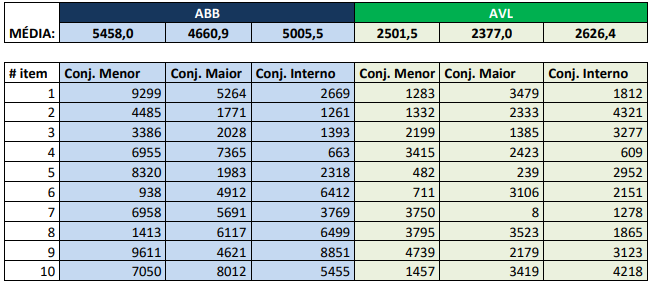 ABB AVL
MÉDIA: 5458,0 4660,9 5005,5 2501,5 2377,0 2626,4
# item Conj. Menor Conj. Maior Conj. Interno Conj. Menor Conj. Maior Conj. Interno
1 9299 5264 2669 1283 3479 1812
2 4485 1771 1261 1332 2333 4321
3 3386 2028 1393 2199 1385 3277
4 6955 7365 663 3415 2423 609
5 8320 1983 2318 482 239 2952
6 938 4912 6412 711 3106 2151
7 6958 5691 3769 3750 8 1278
8 1413 6117 6499 3795 3523 1865
9 9611 4621 8851 4739 2179 3123
10 7050 8012 5455 1457 3419 4218